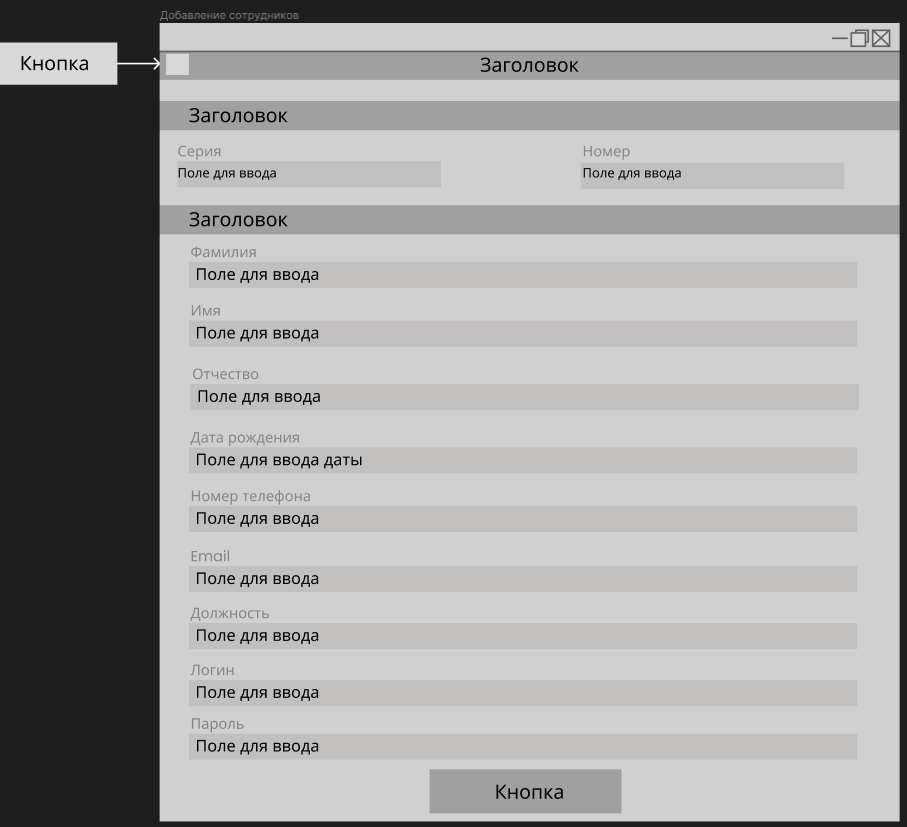 Добавление сотрудников
Кнопка
Заголовок
Заголовок
Серия
Номер
Поле для ввода
Поле для ввода
Заголовок
Фамилия
Поле для ввода
Имя
Поле для ввода
Отчество
Поле для ввода
Дата рождения
Поле для ввода даты
Номер телефона
Поле для ввода
Email
Поле для ввода
Должность
Поле для ввода
Логин
Поле для ввода
Пароль
Поле для ввода
Кнопка